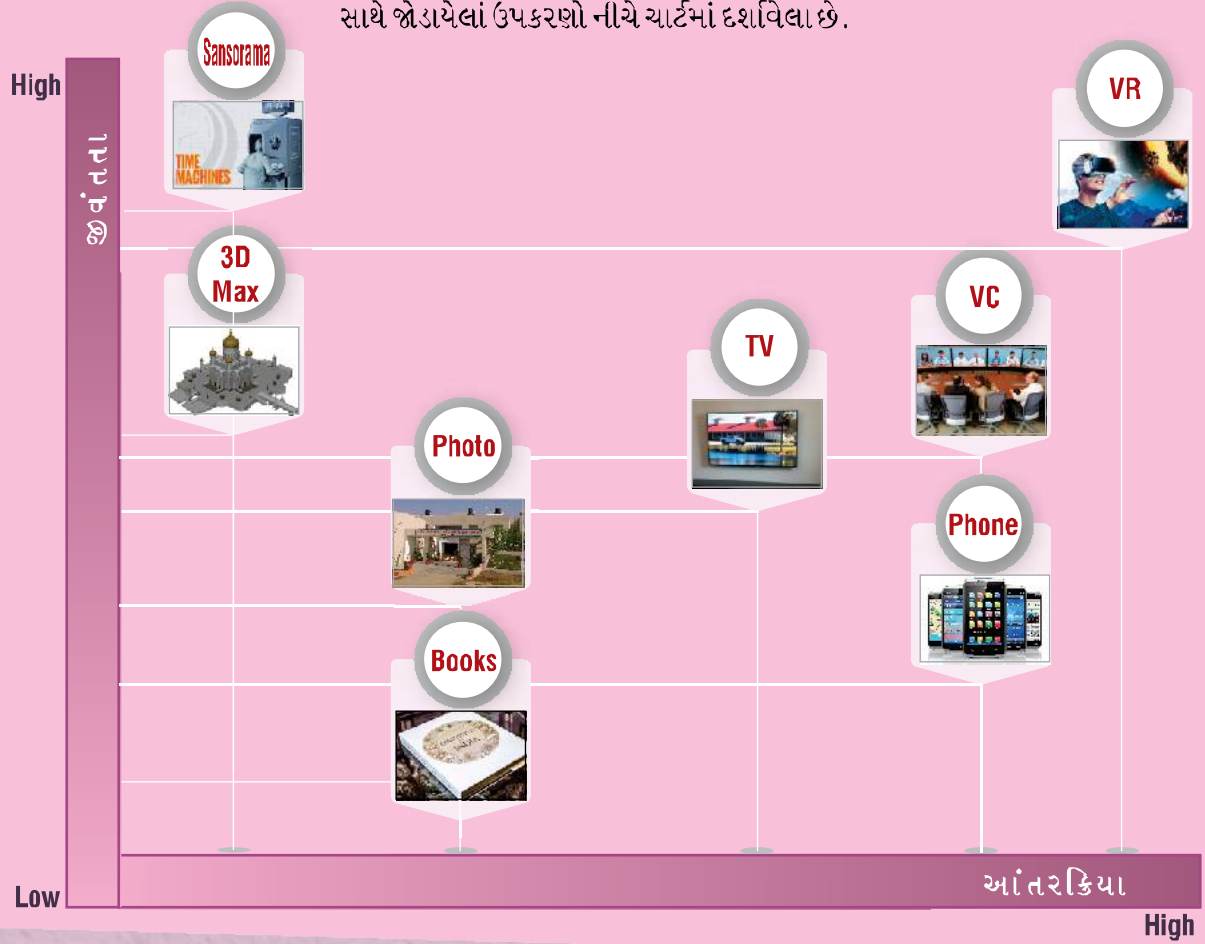 સાથે જોડાયેલાં ઉપકરણો નીચે ચાર્ટમાં દર્શાવેલા છે.
Sansorama
High
VR
જીવંતતા
TIME
MACHINES
3D
Max
VC
TV
Photo
Phone
Books
આંતરક્રિયા
Low
High